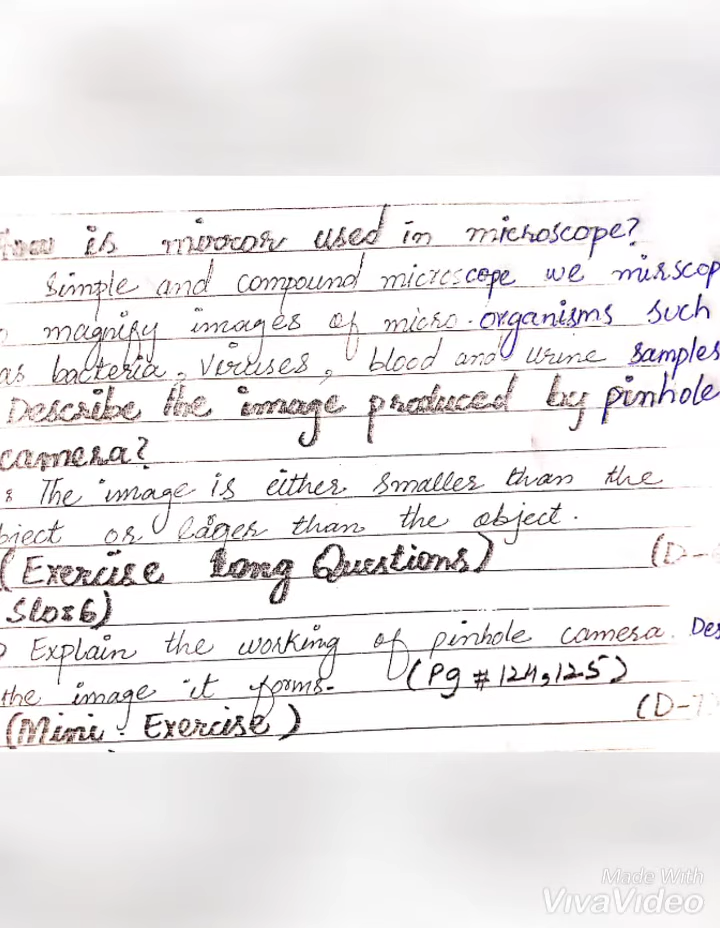 is mirror used in microscope?
Simple and compound microscope we mirscop
magnify images of micro-organisms such
as bacteria, viruses, blood and urine samples
Describe the image produced by pinhole
camera?
: The image is either smaller than the
bject or lager than the object.
(Exercise Long Questions) (D-
Slo:6)
Explain the working of pinhole camera. Des
the image it forms. (Pg # 124,125)
(Mini Exercise) (D-7
Made With
VivaVideo